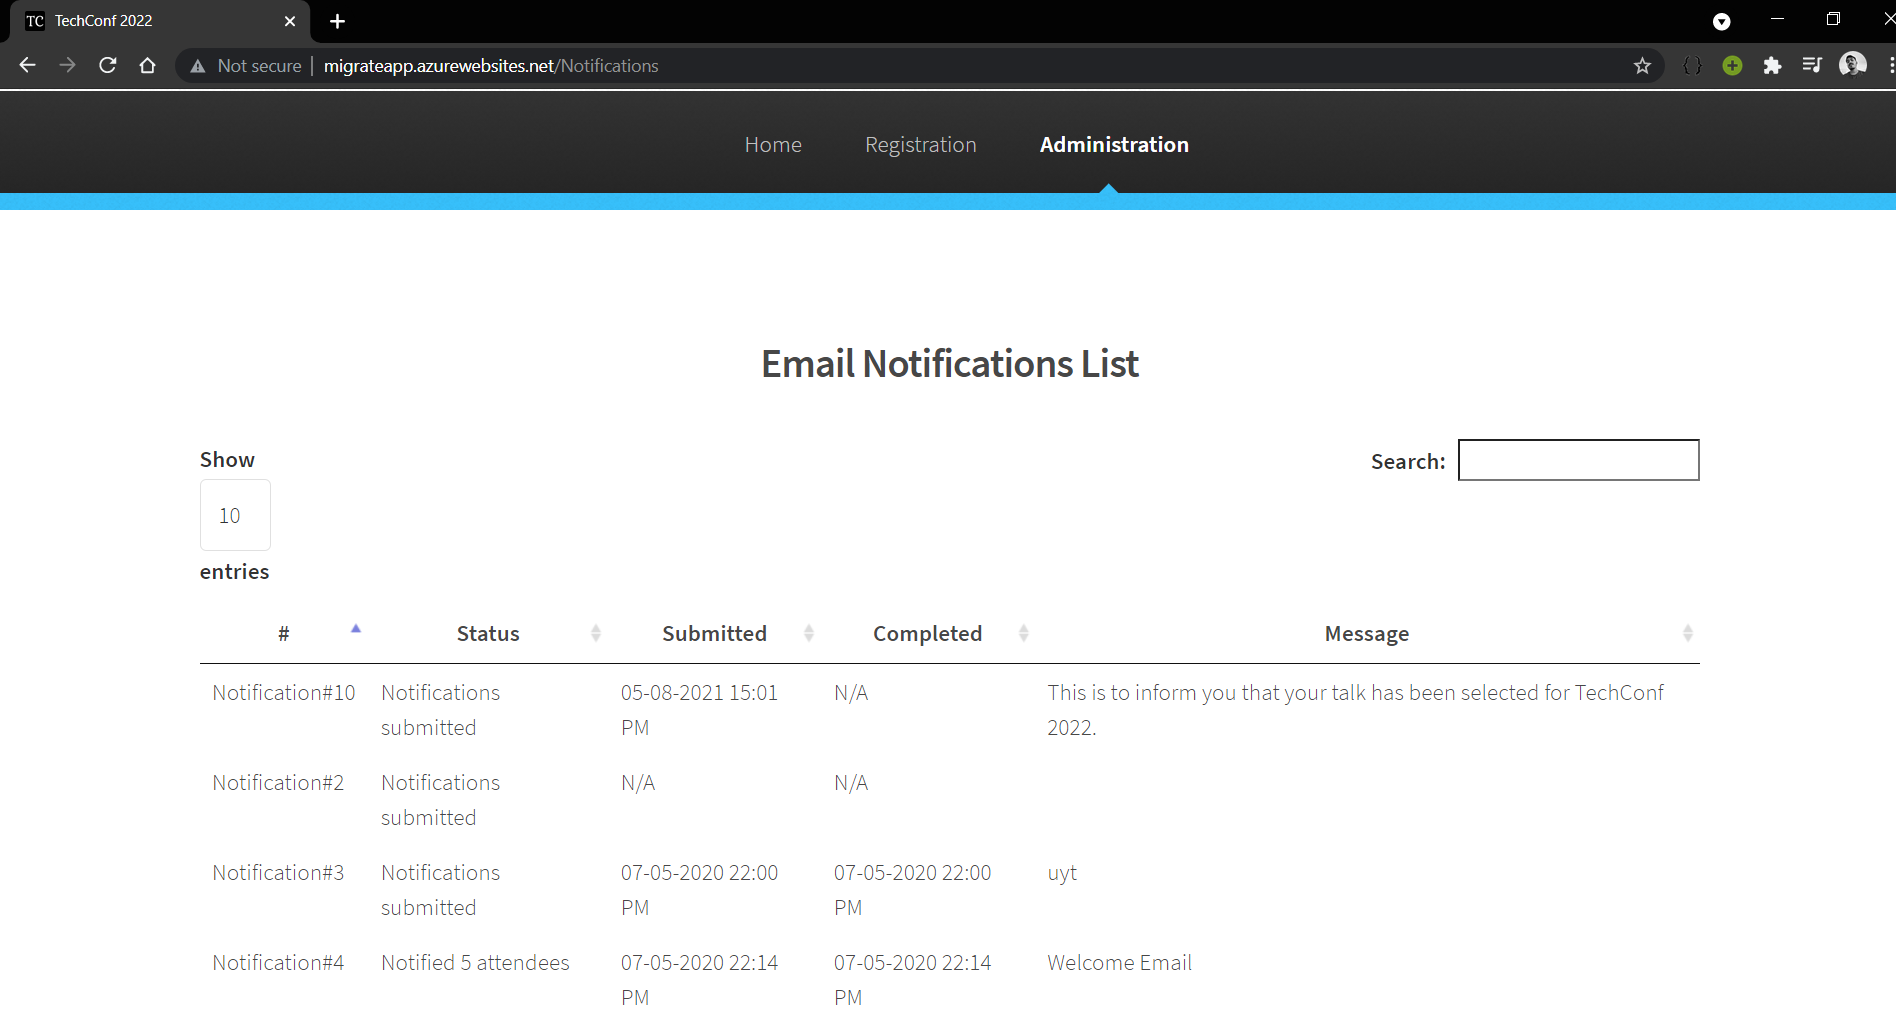 TC TechConf 2022
Not secure migrateapp.azurewebsites.net/Notifications
Home Registration Administration
Email Notifications List
Show
Search:
10
entries
# Status Submitted Completed Message
Notification#10 Notifications 05-08-2021 15:01 N/A This is to inform you that your talk has been selected for TechConf
submitted PM 2022.
Notification#2 Notifications N/A N/A
submitted
Notification#3 Notifications 07-05-2020 22:00 07-05-2020 22:00 uyt
submitted PM PM
Notification#4 Notified 5 attendees 07-05-2020 22:14 07-05-2020 22:14 Welcome Email
PM PM